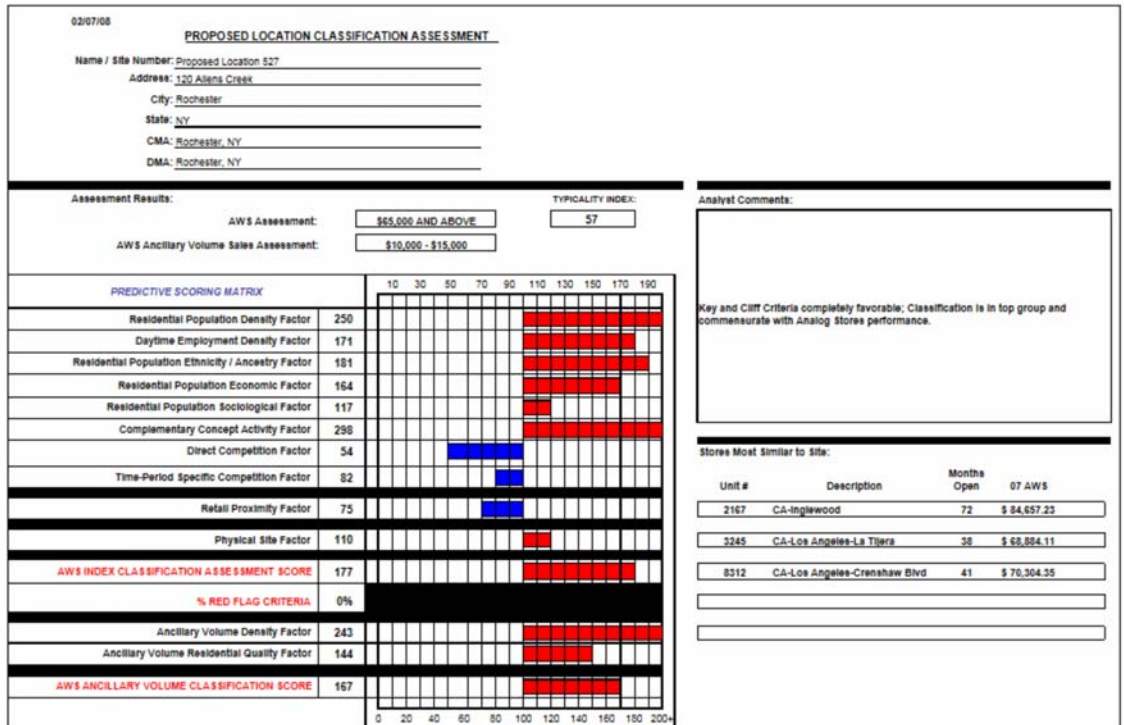 02/07/08
PROPOSED LOCATION CLASSIFICATION ASSESSMENT
Name / Site Number: Proposed Location 527
Address: 120 Allens Creek
City: Rochester
State: NY
CMA: Rochester, NY
DMA: Rochester, NY
Assessment Results:
TYPICALITY INDEX:
AWS Assessment: $65,000 AND ABOVE 57
AWS Ancillary Volume Sales Assessment: $10,000 - $15,000
Analyst Comments:
Key and Cliff Criteria completely favorable; Classification is in top group and
commensurate with Analog Stores performance.
PREDICTIVE SCORING MATRIX
10 30 50 70 90 110 130 150 170 190
Residential Population Density Factor 250
Daytime Employment Density Factor 171
Residential Population Ethnicity / Ancestry Factor 181
Residential Population Economic Factor 164
Residential Population Sociological Factor 117
Complementary Concept Activity Factor 298
Direct Competition Factor 54
Time-Period Specific Competition Factor 82
Retail Proximity Factor 75
Physical Site Factor 110
AWS INDEX CLASSIFICATION ASSESSMENT SCORE 177
% RED FLAG CRITERIA 0%
Ancillary Volume Density Factor 243
Ancillary Volume Residential Quality Factor 144
AWS ANCILLARY VOLUME CLASSIFICATION SCORE 167
0 20 40 60 80 100 120 140 160 180 200+
Stores Most Similar to Site:
Unit # Description Months Open 07 AWS
2167 CA-Inglewood 72 $ 84,657.23
3245 CA-Los Angeles-La Tijera 38 $ 68,884.11
8312 CA-Los Angeles-Crenshaw Blvd 41 $ 70,304.35